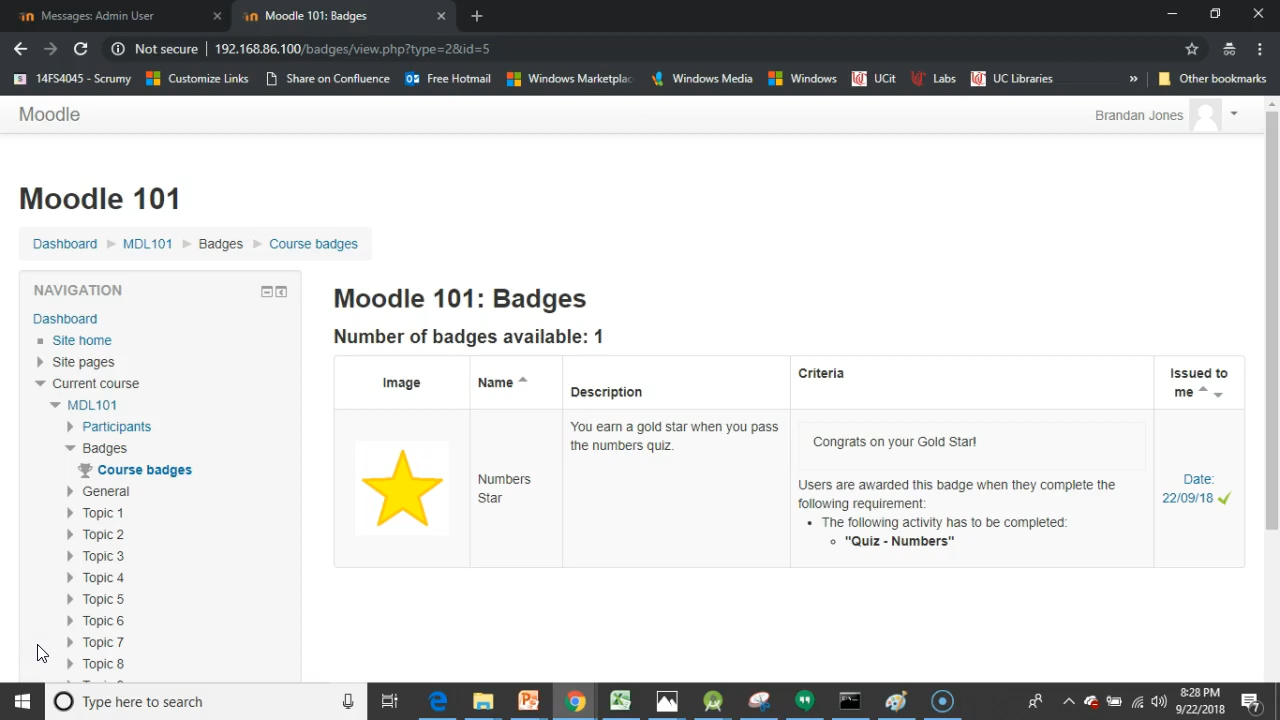 Messages: Admin User
Moodle 101: Badges
Not secure 192.168.86.100/badges/view.php?type=2&id=5
14FS4045 - Scrumy Customize Links Share on Confluence Free Hotmail Windows Marketplac Windows Media Windows UCit Labs UC Libraries » Other bookmarks
Moodle
Brandan Jones
Moodle 101
Dashboard MDL101 Badges Course badges
NAVIGATION
Dashboard
Site home
Site pages
Current course
MDL101
Participants
Badges
Course badges
General
Topic 1
Topic 2
Topic 3
Topic 4
Topic 5
Topic 6
Topic 7
Topic 8
Moodle 101: Badges
Number of badges available: 1
Image
Name
Description
Criteria
Issued to
me
Numbers
Star
You earn a gold star when you pass
the numbers quiz.
Congrats on your Gold Star!
Users are awarded this badge when they complete the
following requirement:
• The following activity has to be completed:
"Quiz - Numbers"
Date:
22/09/18
Type here to search
8:28 PM
9/22/2018
7